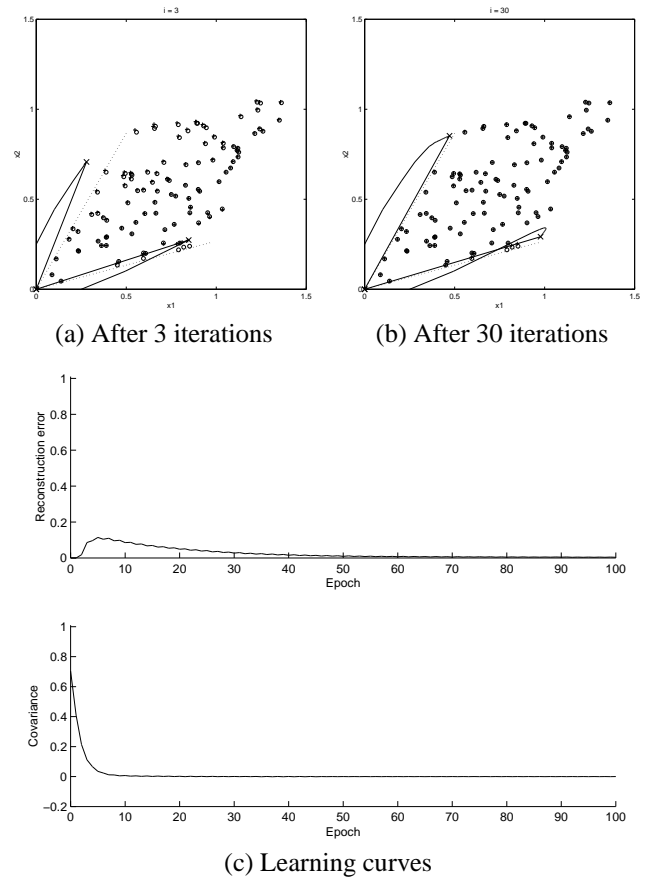 i = 3
1.5
1
0.5
0
0
0.5
1
1.5
x2
x1
i = 30
1.5
1
0.5
0
0
0.5
1
1.5
x2
x1
(a) After 3 iterations
(b) After 30 iterations
1
0.8
0.6
0.4
0.2
0
Reconstruction error
0 10 20 30 40 50 60 70 80 90 100
Epoch
1
0.8
0.6
0.4
0.2
0
−0.2
Covariance
0 10 20 30 40 50 60 70 80 90 100
Epoch
(c) Learning curves